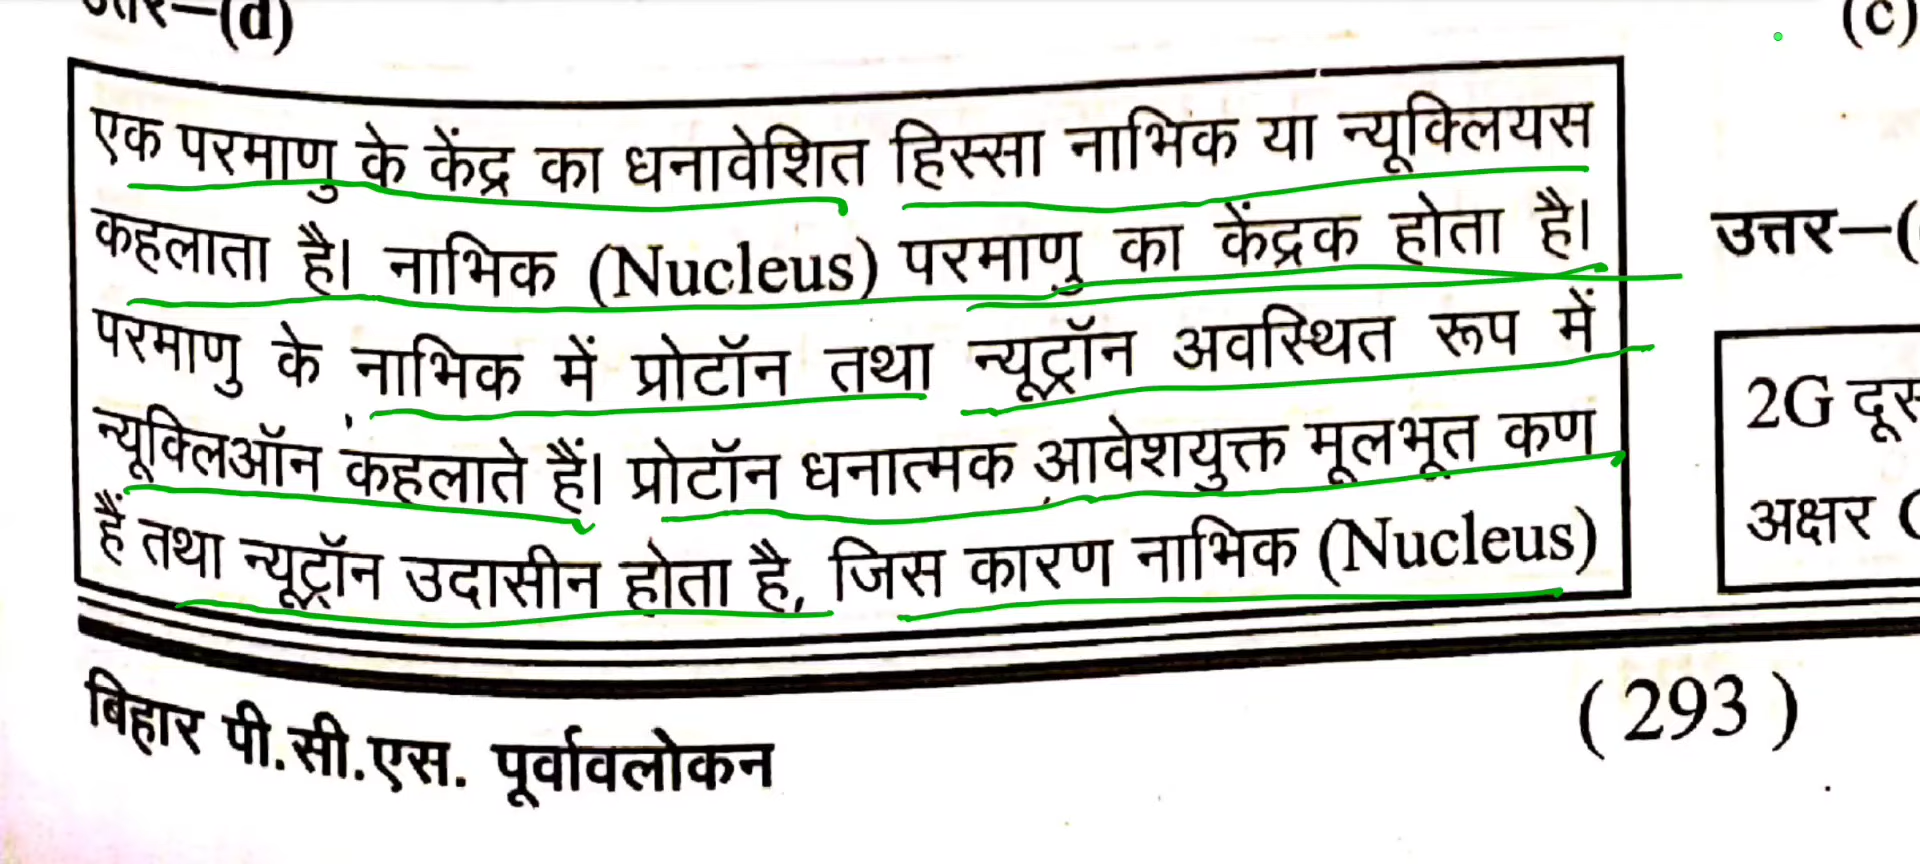 उत्तर–(d)
(c)
एक परमाणु के केंद्र का धनावेशित हिस्सा नाभिक या न्यूक्लियस
कहलाता है। नाभिक (Nucleus) परमाणु का केंद्रक होता है।
परमाणु के नाभिक में प्रोटॉन तथा न्यूट्रॉन अवस्थित रूप में
न्यूक्लिऑन कहलाते हैं। प्रोटॉन धनात्मक आवेशयुक्त मूलभूत कण
हैं तथा न्यूट्रॉन उदासीन होता है, जिस कारण नाभिक (Nucleus)
उत्तर–(
2G
अक्षर
बिहार पी.सी.एस. पूर्वावलोकन
(293)